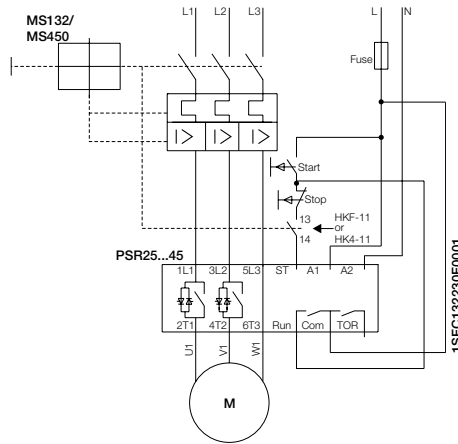 L1 L2 L3 L N
MS132/
MS450
Fuse
Start
Stop
13 HKF-11
or
14 HK4-11
PSR25...45
1L1 3L2 5L3 ST A1 A2
2T1 4T2 6T3 Run Com TOR
U1 V1 W1
M
1SFC132230F0001